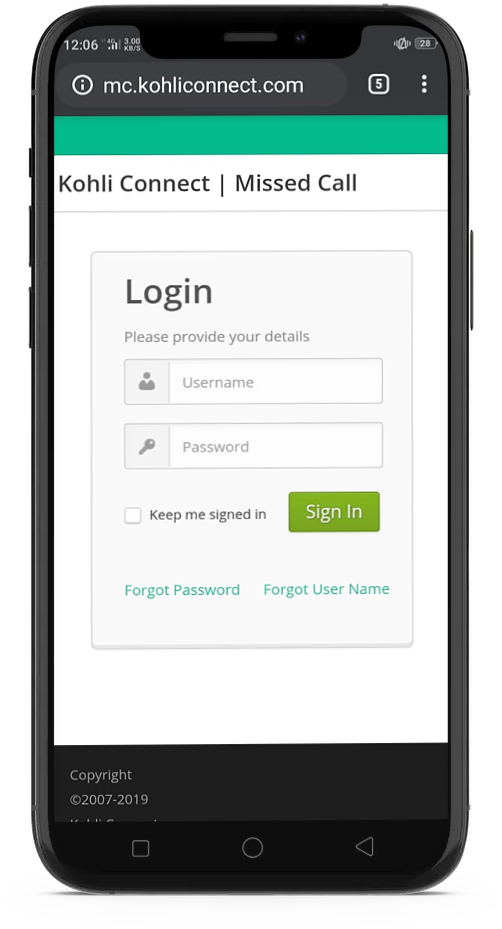 12:06 4G 3.00 KB/S 28
mc.kohliconnect.com 5
Kohli Connect | Missed Call
Login
Please provide your details
Username
Password
Keep me signed in Sign In
Forgot Password Forgot User Name
Copyright
©2007-2019